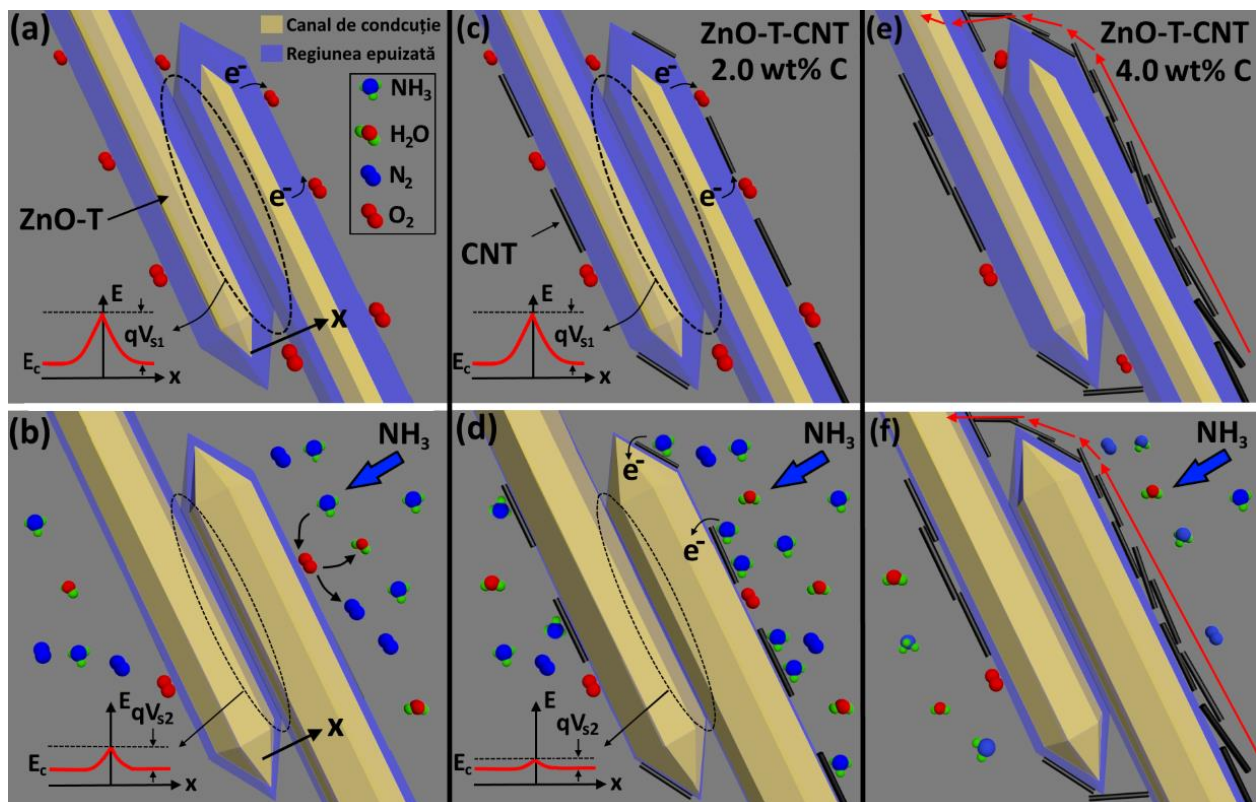 (a)
Canal de condcuție
Regiunea epuizată
e⁻
NH₃
H₂O
N₂
O₂
e⁻
ZnO-T
E
qVs₁
Ec
x
X
(c)
ZnO-T-CNT
2.0 wt% C
e⁻
e⁻
CNT
E
qVs₁
Ec
x
(e)
ZnO-T-CNT
4.0 wt% C
(b)
NH₃
E
qVs₂
Ec
x
X
(d)
NH₃
e⁻
e⁻
E
qVs₂
Ec
x
(f)
NH₃